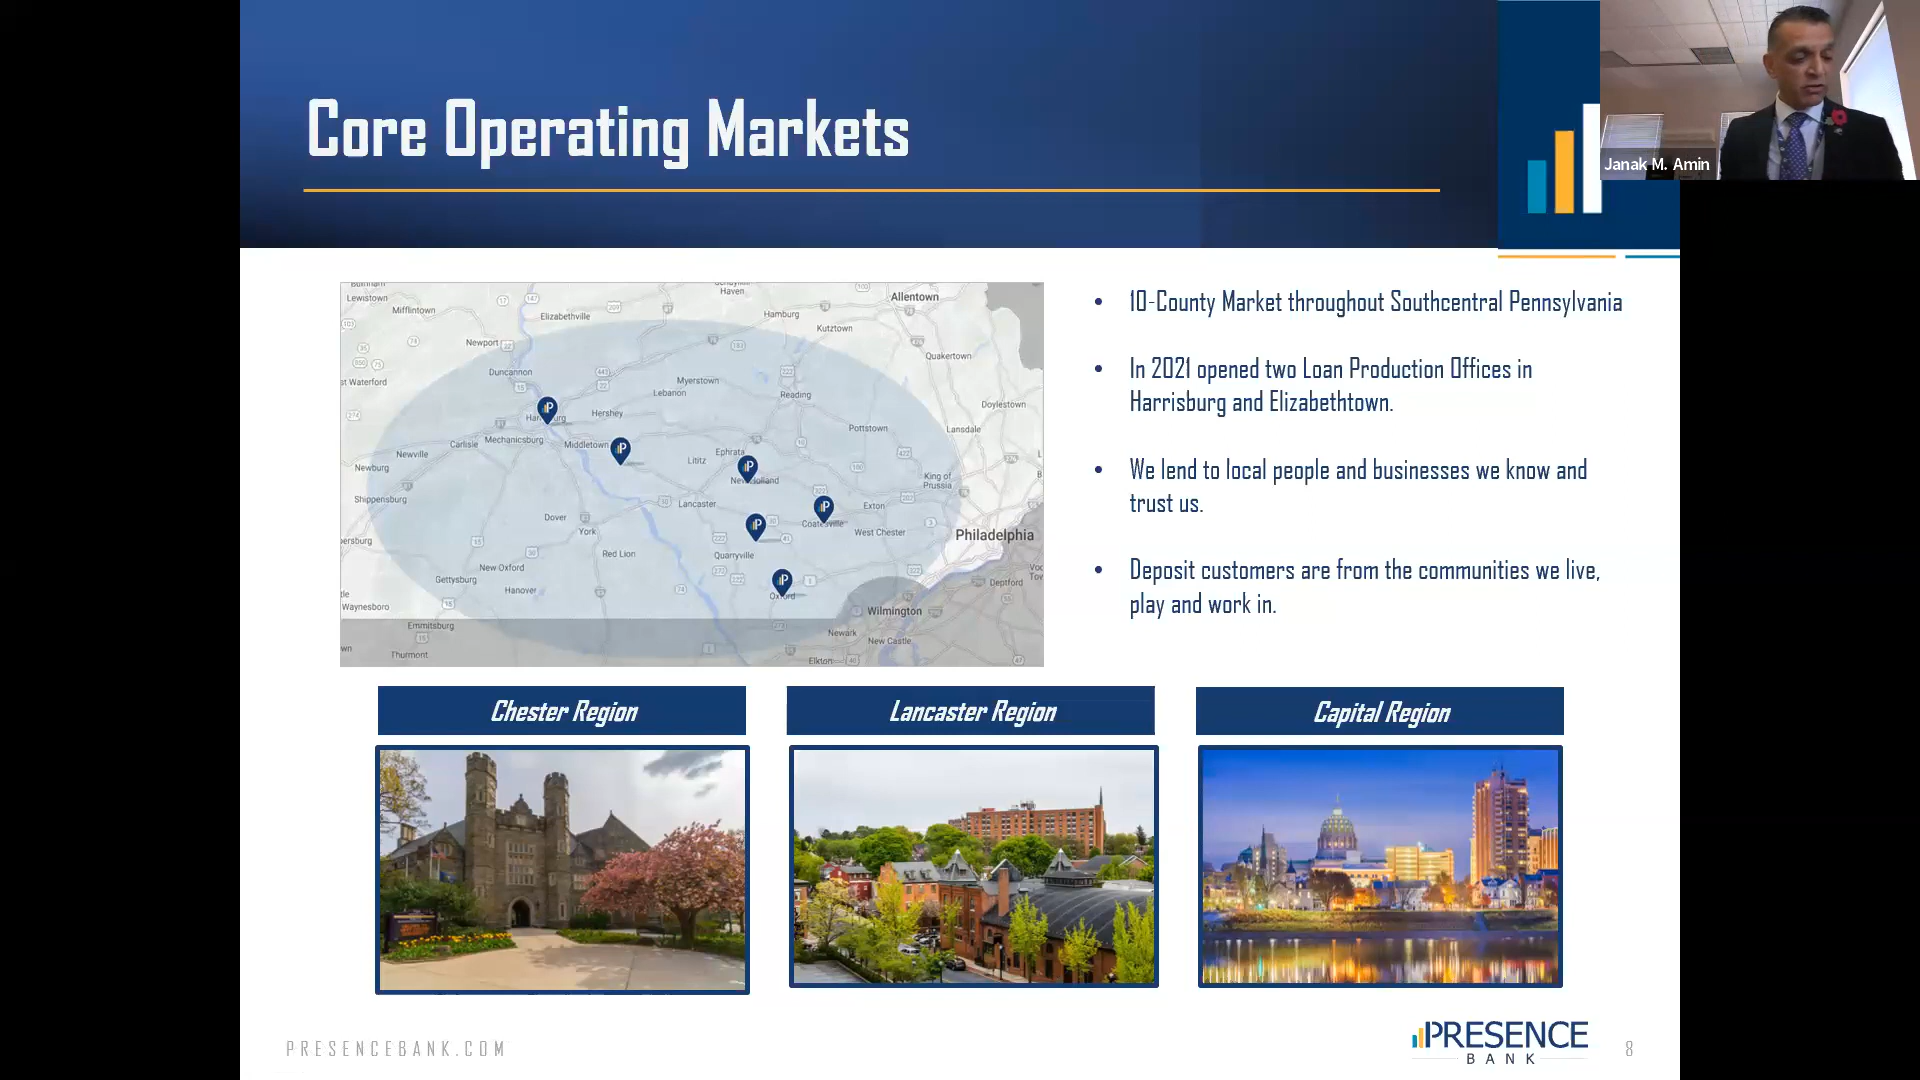 Core Operating Markets
Janak M. Amin
Lewistown
Mifflintown
Elizabethville
Haven
Hamburg
Allentown
Kutztown
Newport
Quakertown
Duncannon
st Waterford
Myerstown
Lebanon
Reading
Doylestown
Hershey
Pottstown
Lansdale
Carlisle
Mechanicsburg
Middletown
Newville
Lititz
Ephrata
Newburg
King of
Prussia
Shippensburg
Lancaster
Exton
Dover
York
West Chester
Philadelphia
Red Lion
Quarryville
New Oxford
Gettysburg
Hanover
Deptford
Waynesboro
Wilmington
Emmitsburg
Newark
New Castle
Thurmont
Elkton
• 10-County Market throughout Southcentral Pennsylvania
• In 2021 opened two Loan Production Offices in
Harrisburg and Elizabethtown.
• We lend to local people and businesses we know and
trust us.
• Deposit customers are from the communities we live,
play and work in.
Chester Region
Lancaster Region
Capital Region
PRESENCEBANK.COM
PRESENCE
BANK
8